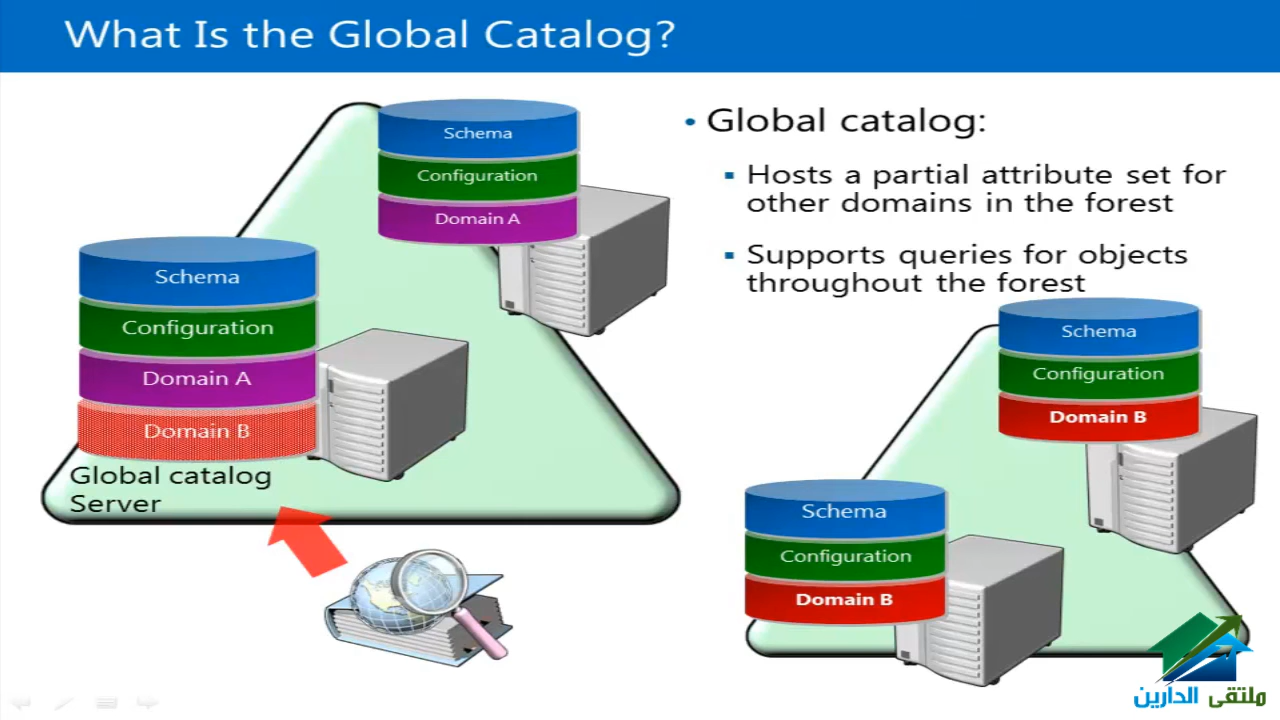 What Is the Global Catalog?
Schema
Configuration
Domain A
Schema
Configuration
Domain A
Domain B
Global catalog
Server
• Global catalog:
▪ Hosts a partial attribute set for
other domains in the forest
▪ Supports queries for objects
throughout the forest
Schema
Configuration
Domain B
Schema
Configuration
Domain B
ملتقى الدارين